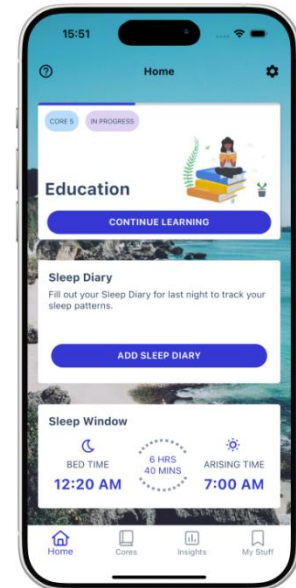 15:51
Home
CORE 5 IN PROGRESS
Education
CONTINUE LEARNING
Sleep Diary
Fill out your Sleep Diary for last night to track your
sleep patterns.
ADD SLEEP DIARY
Sleep Window
BED TIME
12:20 AM
6 HRS
40 MINS
ARISING TIME
7:00 AM
Home Cores Insights My Stuff